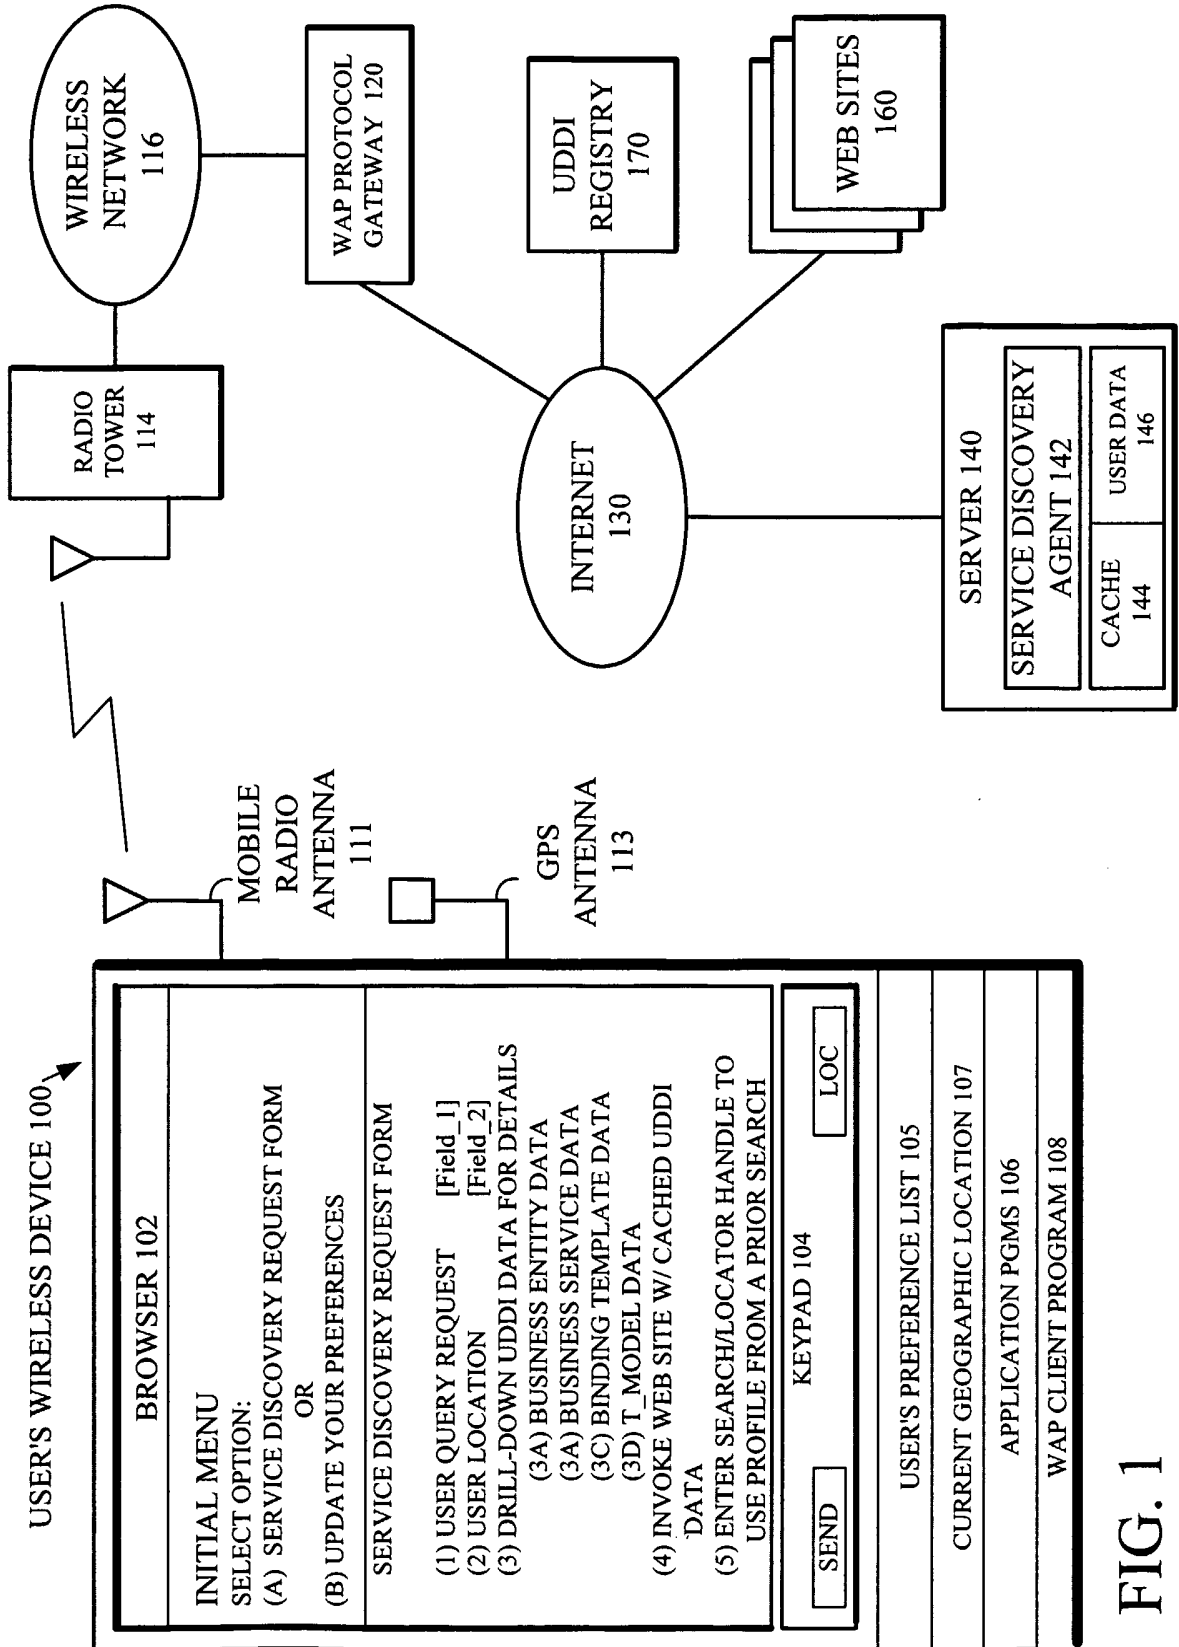 USER'S WIRELESS DEVICE 100
BROWSER 102
INITIAL MENU
SELECT OPTION:
(A) SERVICE DISCOVERY REQUEST FORM
OR
(B) UPDATE YOUR PREFERENCES
SERVICE DISCOVERY REQUEST FORM
(1) USER QUERY REQUEST [Field_1]
(2) USER LOCATION [Field_2]
(3) DRILL-DOWN UDDI DATA FOR DETAILS
(3A) BUSINESS ENTITY DATA
(3A) BUSINESS SERVICE DATA
(3C) BINDING TEMPLATE DATA
(3D) T_MODEL DATA
(4) INVOKE WEB SITE W/ CACHED UDDI
DATA
(5) ENTER SEARCH/LOCATOR HANDLE TO
USE PROFILE FROM A PRIOR SEARCH
KEYPAD 104
SEND
LOC
USER'S PREFERENCE LIST 105
CURRENT GEOGRAPHIC LOCATION 107
APPLICATION PGMS 106
WAP CLIENT PROGRAM 108
MOBILE
RADIO
ANTENNA
111
GPS
ANTENNA
113
RADIO
TOWER
114
WIRELESS
NETWORK
116
WAP PROTOCOL
GATEWAY 120
INTERNET
130
UDDI
REGISTRY
170
WEB SITES
160
SERVER 140
SERVICE DISCOVERY
AGENT 142
CACHE
144
USER DATA
146
FIG. 1